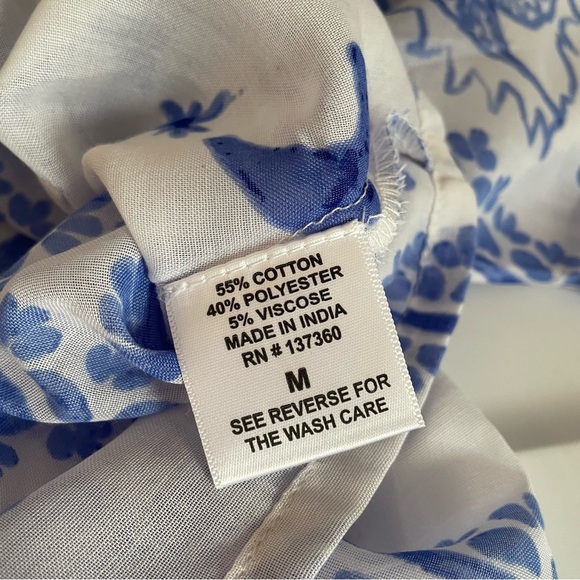 55% COTTON
40% POLYESTER
5% VISCOSE
MADE IN INDIA
RN # 137360
M
SEE REVERSE FOR
THE WASH CARE